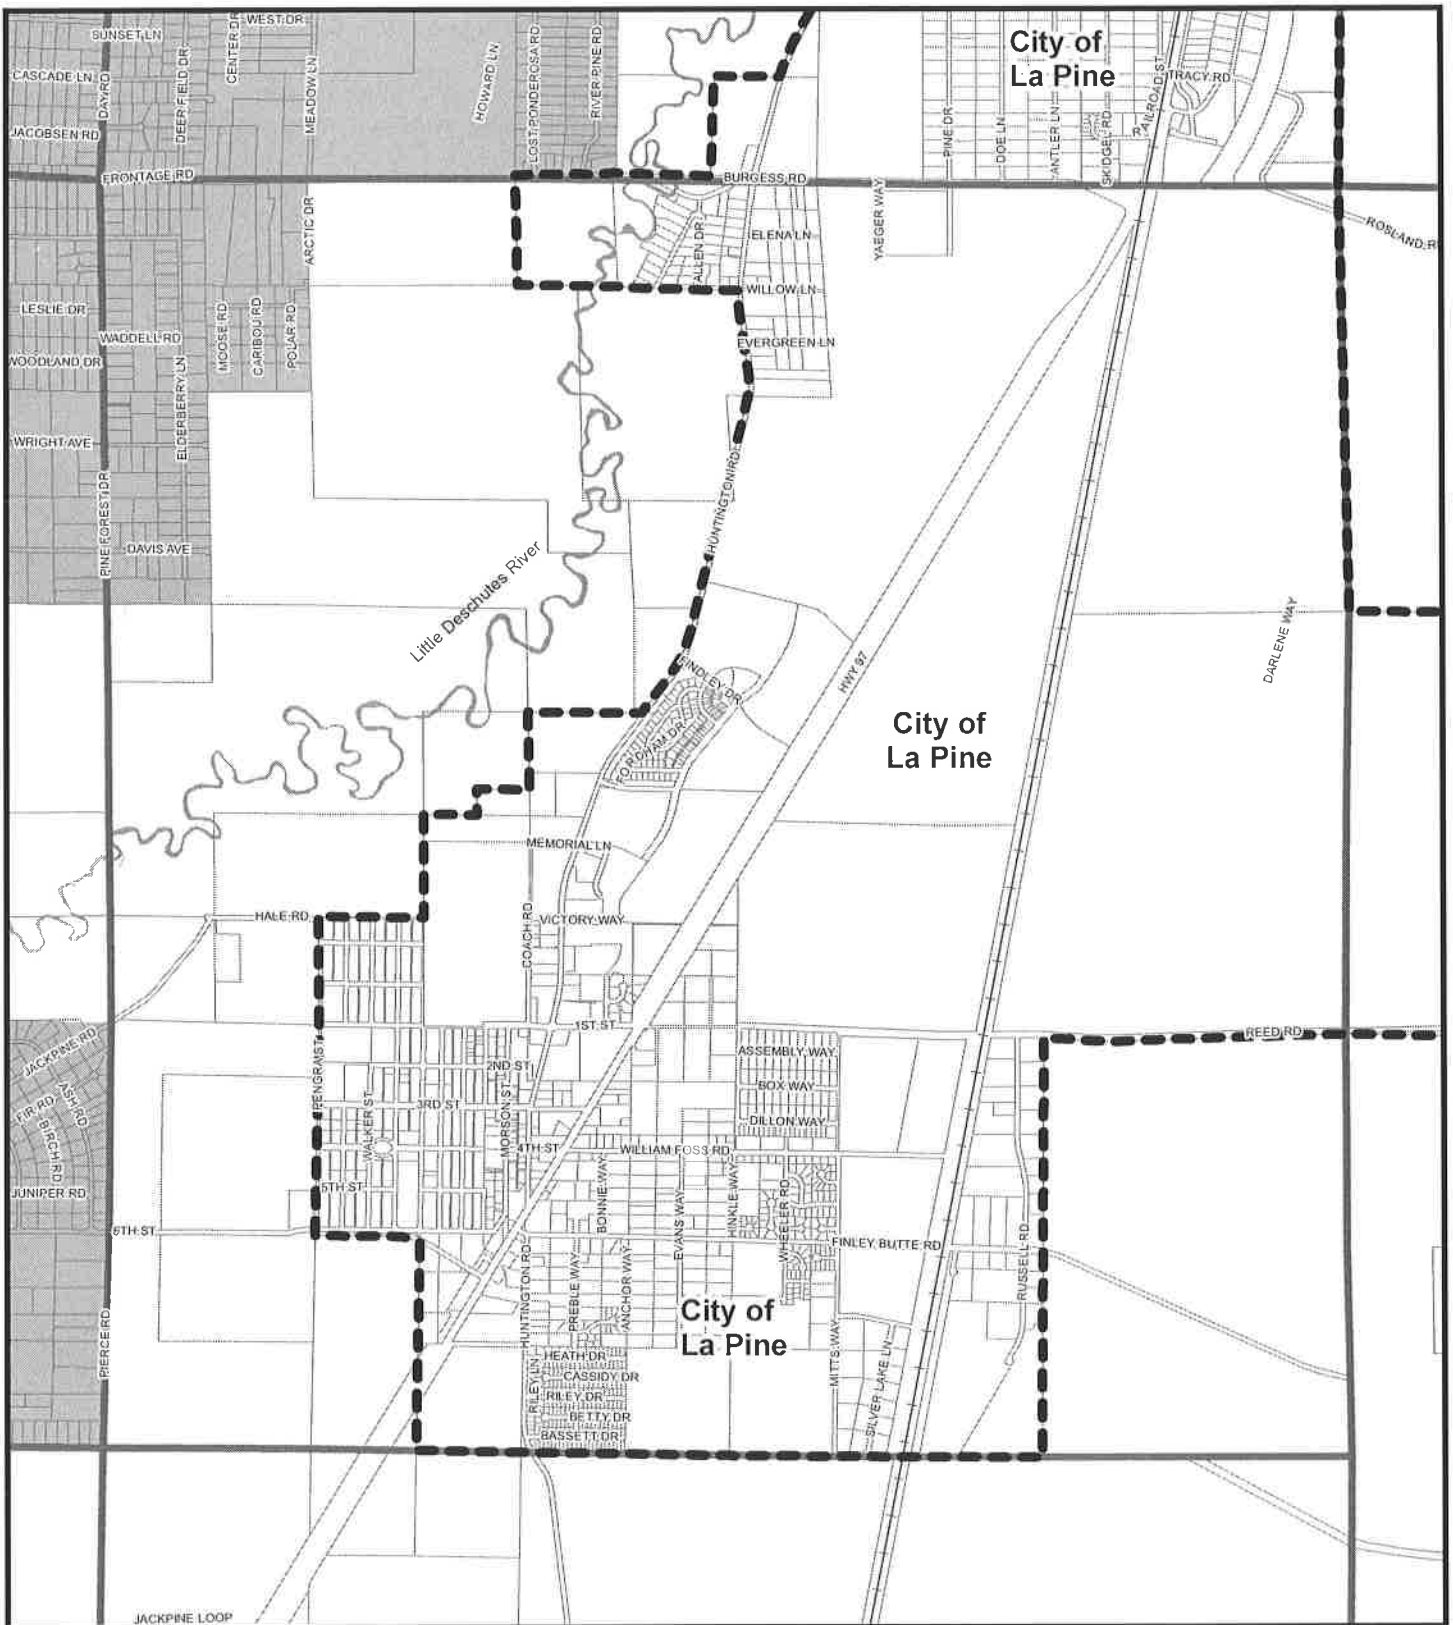 SUNSET LN
WEST DR
CENTER DR
DEER FIELD DR
CASCADE LN
DAY RD
MEADOW LN
HOWARD LN
LOST PONDEROSA RD
RIVER PINE RD
JACOBSEN RD
FRONTAGE RD
City of
La Pine
TRACY RD
RAILROAD ST
PINE DR
DOE LN
ANTLER LN
SKIDGEL RD
BURGESS RD
YAEGER WAY
ROSLAND R
ARCTIC DR
ALLEN DR
ELENA LN
WILLOW LN
EVERGREEN LN
LESLIE DR
WADDELL RD
WOODLAND DR
MOOSE RD
CARIBOU RD
POLAR RD
ELDERBERRY LN
WRIGHT AVE
PINE FOREST DR
DAVIS AVE
HUNTINGTON RD
Little Deschutes River
DARLENE WAY
FINDLEY DR
HWY 97
FORDHAM DR
City of
La Pine
MEMORIAL LN
HALE RD
COACH RD
VICTORY WAY
1ST ST
REED RD
JACKPINE RD
ASH RD
FIR RD
BIRCH RD
JUNIPER RD
PENGRA ST
WALKER ST
2ND ST
3RD ST
MORSON ST
4TH ST
5TH ST
6TH ST
ASSEMBLY WAY
BOX WAY
DILLON WAY
WILLIAM FOSS RD
BONNIE WAY
EVANS WAY
HINKLE WAY
WHEELER RD
FINLEY BUTTE RD
RUSSELL RD
HUNTINGTON RD
PREBLE WAY
ANCHOR WAY
City of
La Pine
PIERCE RD
RILEY LN
HEATH DR
CASSIDY DR
RILEY DR
BETTY DR
BASSETT DR
MITTS WAY
SILVER LAKE LN
JACKPINE LOOP